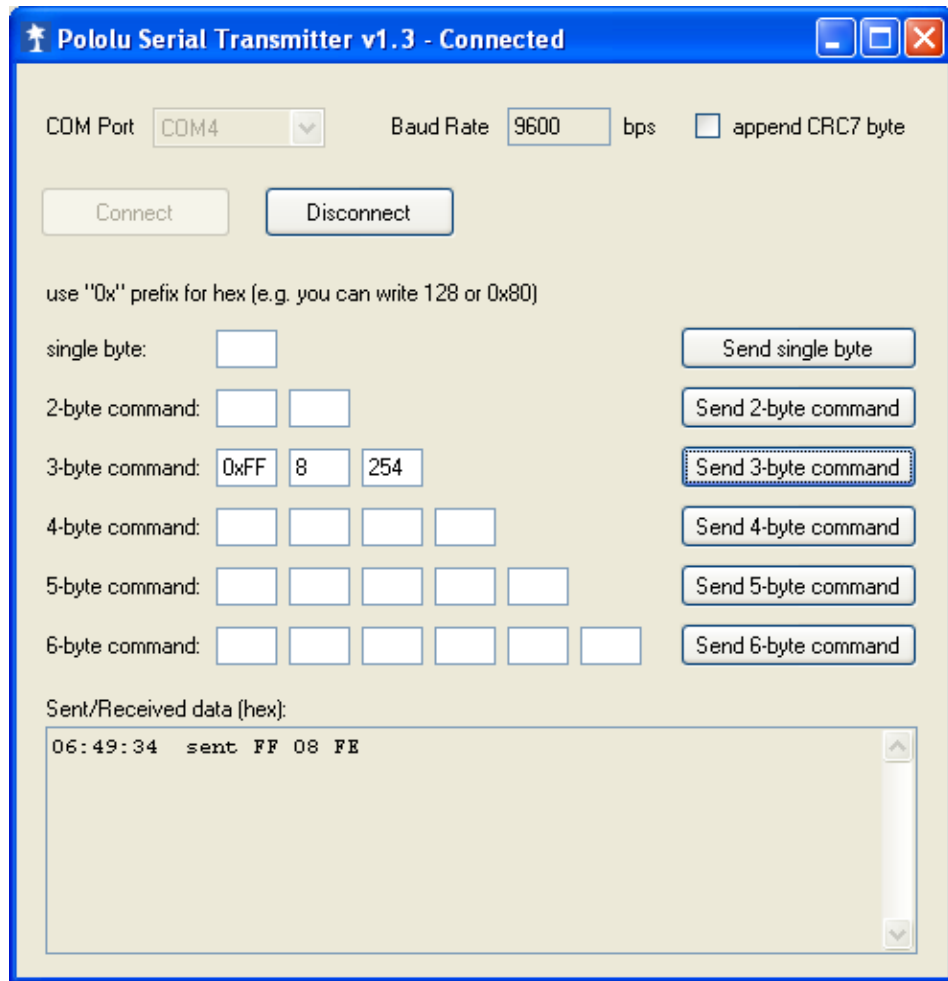 Pololu Serial Transmitter v1.3 - Connected
COM Port COM4 Baud Rate 9600 bps append CRC7 byte
Connect Disconnect
use "0x" prefix for hex (e.g. you can write 128 or 0x80)
single byte: Send single byte
2-byte command: Send 2-byte command
3-byte command: 0xFF 8 254 Send 3-byte command
4-byte command: Send 4-byte command
5-byte command: Send 5-byte command
6-byte command: Send 6-byte command
Sent/Received data (hex):
06:49:34 sent FF 08 FE